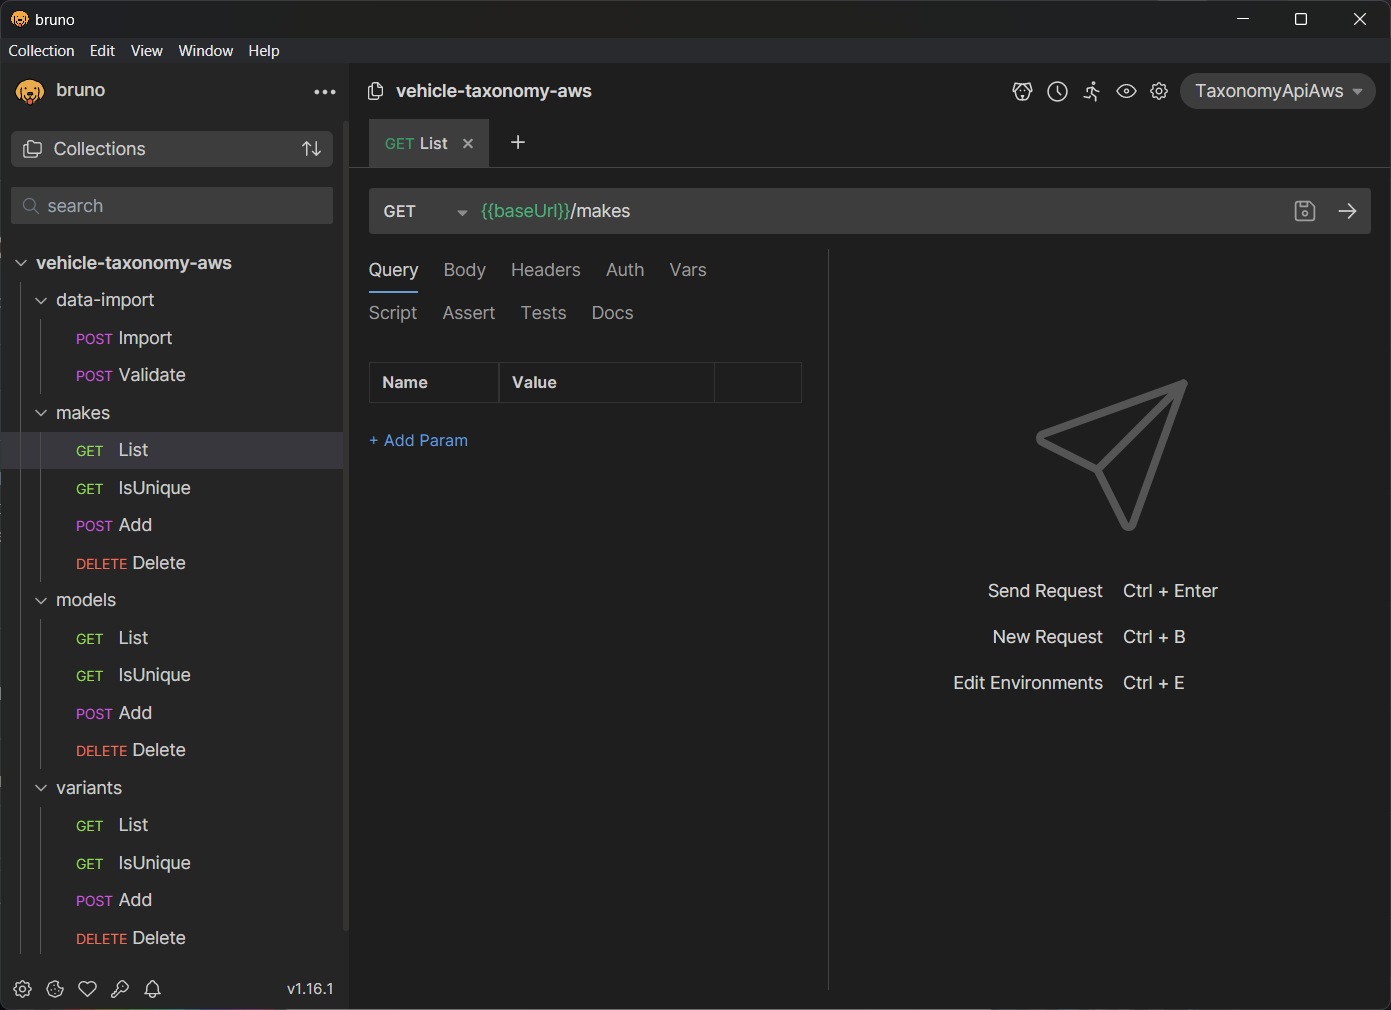 bruno
Collection Edit View Window Help
bruno
Collections
search
vehicle-taxonomy-aws
data-import
POST Import
POST Validate
makes
GET List
GET IsUnique
POST Add
DELETE Delete
models
GET List
GET IsUnique
POST Add
DELETE Delete
variants
GET List
GET IsUnique
POST Add
DELETE Delete
v1.16.1
vehicle-taxonomy-aws
TaxonomyApiAws
GET List
GET {{baseUrl}}/makes
Query Body Headers Auth Vars
Script Assert Tests Docs
Name Value
+ Add Param
Send Request Ctrl + Enter
New Request Ctrl + B
Edit Environments Ctrl + E